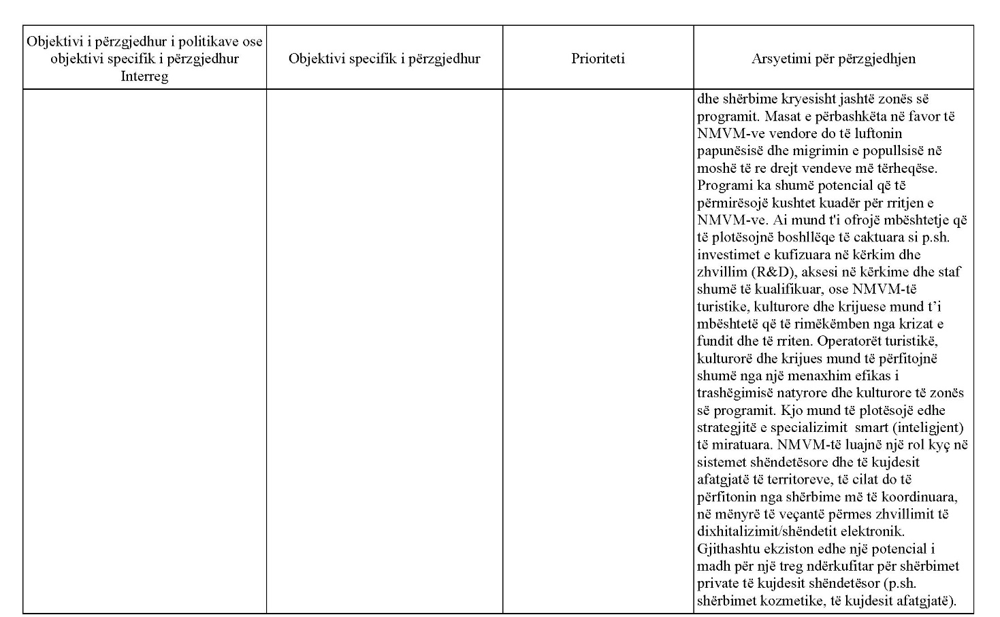 Objektivi i përzgjedhur i politikave ose
objektivi specifik i përzgjedhur
Interreg
Objektivi specifik i përzgjedhur
Prioriteti
Arsyetimi për përzgjedhjen
dhe shërbime kryesisht jashtë zonës së
programit. Masat e përbashkëta në favor të
NMVM-ve vendore do të luftonin
papunësisë dhe migrimin e popullsisë në
moshë të re drejt vendeve më tërheqëse.
Programi ka shumë potencial që të
përmirësojë kushtet kuadër për rritjen e
NMVM-ve. Ai mund t'i ofrojë mbështetje që
të plotësojnë boshllëqe të caktuara si p.sh.
investimet e kufizuara në kërkim dhe
zhvillim (R&D), aksesi në kërkime dhe staf
shumë të kualifikuar, ose NMVM-të
turistike, kulturore dhe krijuese mund t’i
mbështetë që të rimëkëmben nga krizat e
fundit dhe të rriten. Operatorët turistikë,
kulturorë dhe krijues mund të përfitojnë
shumë nga një menaxhim efikas i
trashëgimisë natyrore dhe kulturore të zonës
së programit. Kjo mund të plotësojë edhe
strategjitë e specializimit  smart (inteligjent)
të miratuara. NMVM-të luajnë një rol kyç në
sistemet shëndetësore dhe të kujdesit
afatgjatë të territoreve, të cilat do të
përfitonin nga shërbime më të koordinuara,
në mënyrë të veçantë përmes zhvillimit të
dixhitalizimit/shëndetit elektronik.
Gjithashtu ekziston edhe një potencial i
madh për një treg ndërkufitar për shërbimet
private të kujdesit shëndetësor (p.sh.
shërbimet kozmetike, të kujdesit afatgjatë).